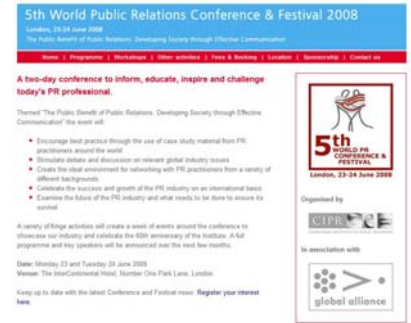 5th World Public Relations Conference & Festival 2008
London, 23-24 June 2008
The Public Benefit of Public Relations: Developing Society through Effective Communication
Home | Programme | Workshops | Other activities | Fees & Booking | Location | Sponsorship | Contact us
A two-day conference to inform, educate, inspire and challenge
today's PR professional.
Themed "The Public Benefit of Public Relations: Developing Society through Effective
Communication" the event will:
Encourage best practice through the use of case study material from PR
practitioners around the world
Stimulate debate and discussion on relevant global industry issues
Create the ideal environment for networking with PR practitioners from a variety of
different backgrounds
Celebrate the success and growth of the PR industry on an international basis
Examine the future of the PR industry and what needs to be done to ensure its
survival
A variety of fringe activities will create a week of events around the conference to
showcase our industry and celebrate the 60th anniversary of the Institute. A full
programme and key speakers will be announced over the next few months.
Date: Monday 23 and Tuesday 24 June 2008
Venue: The InterContinental Hotel, Number One Park Lane, London
Keep up to date with the latest Conference and Festival news: Register your interest
here.
5th
WORLD PR
CONFERENCE &
FESTIVAL
London, 23-24 June 2008
Organised by
CIPR
In association with
global alliance